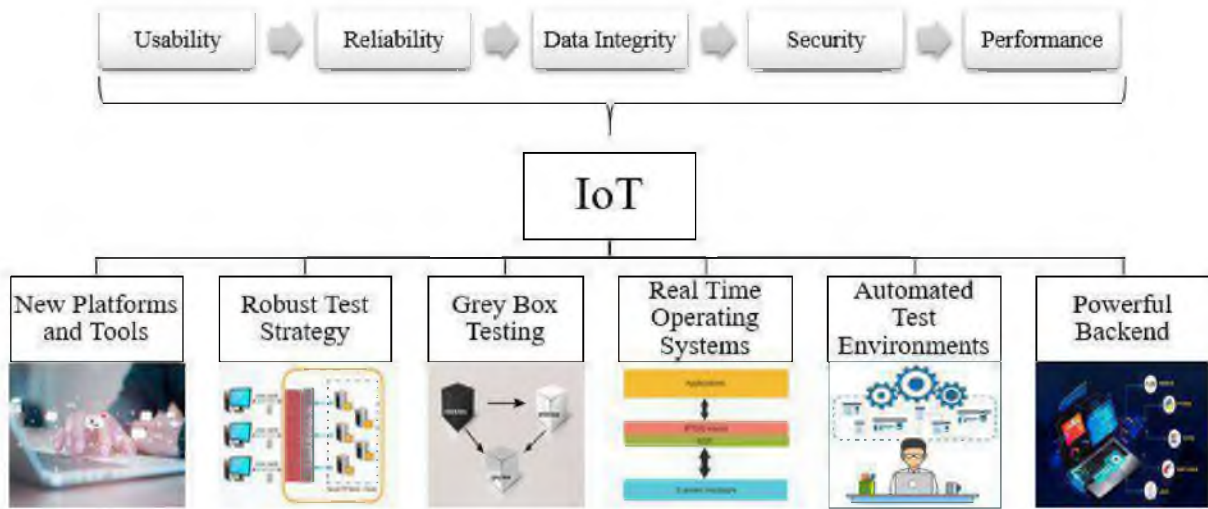 Usability
Reliability
Data Integrity
Security
Performance
IoT
New Platforms
and Tools
Robust Test
Strategy
Grey Box
Testing
Real Time
Operating
Systems
Automated
Test
Environments
Powerful
Backend
Applications